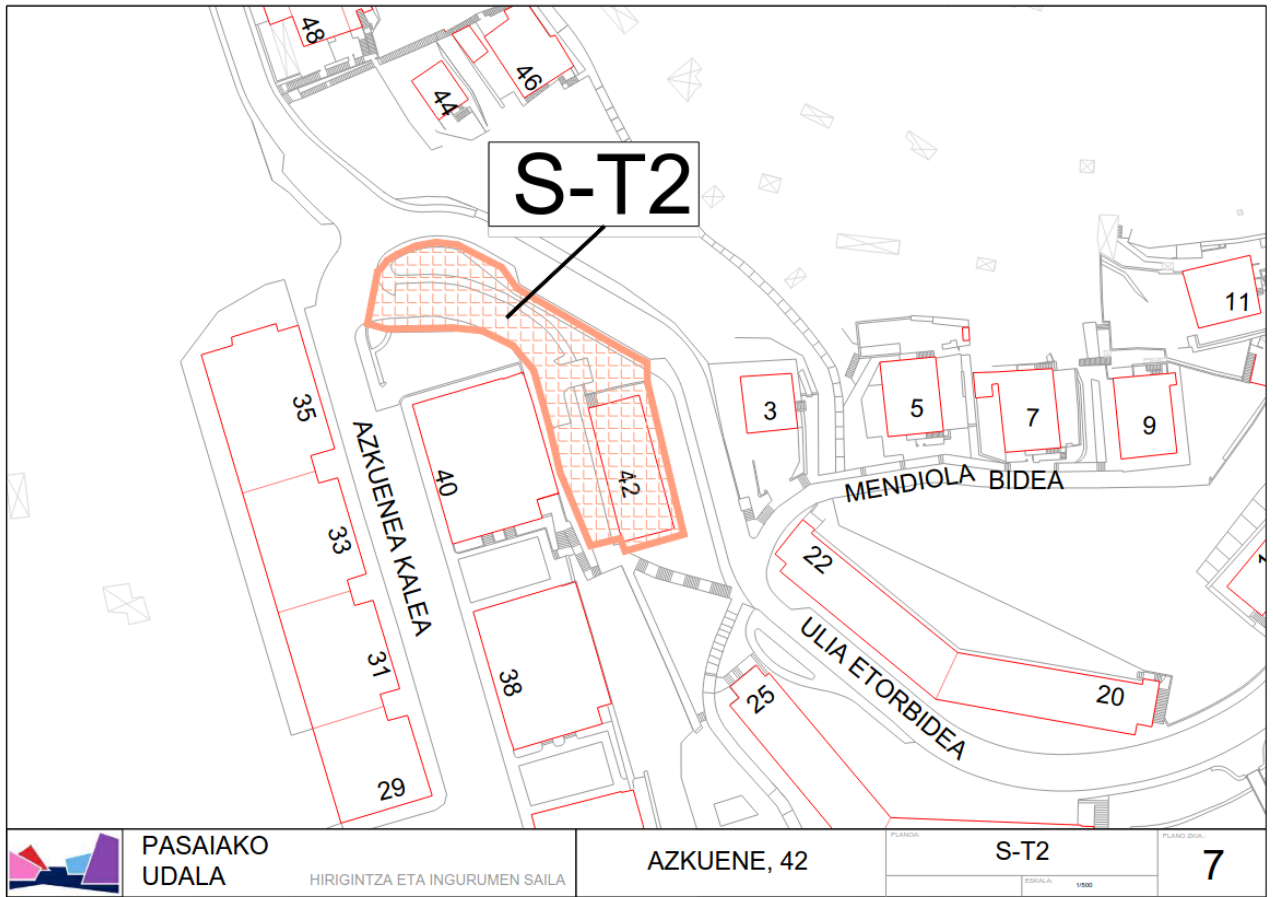 48
46
44
S-T2
11
3
5
7
9
35
MENDIOLA BIDEA
40
42
AZKUENEA KALEA
33
22
31
38
ULIA ETORBIDEA
20
25
29
PASAIAKO
UDALA
HIRIGINTZA ETA INGURUMEN SAILA
AZKUENE, 42
PLANOA:
S-T2
ESKALA:
1/500
PLANO ZKIA.:
7